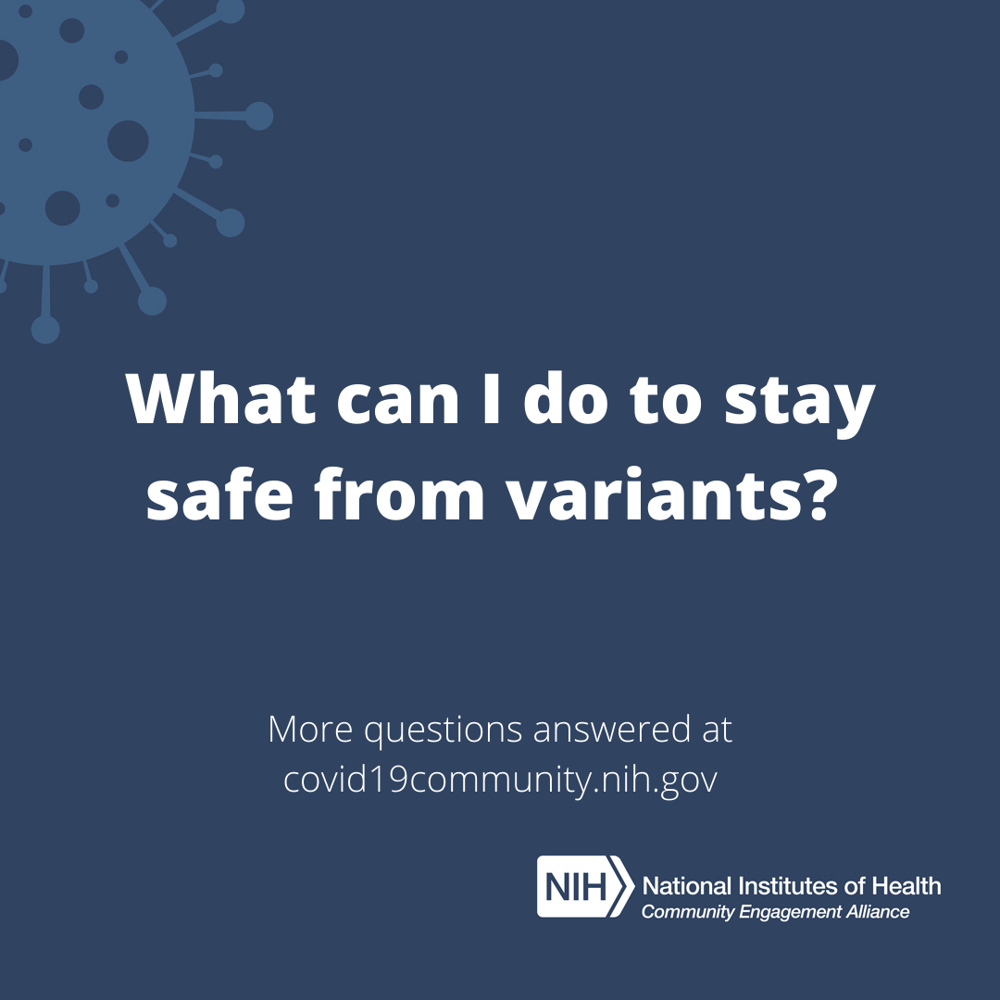 What can I do to stay
safe from variants?
More questions answered at
covid19community.nih.gov
NIH National Institutes of Health
Community Engagement Alliance